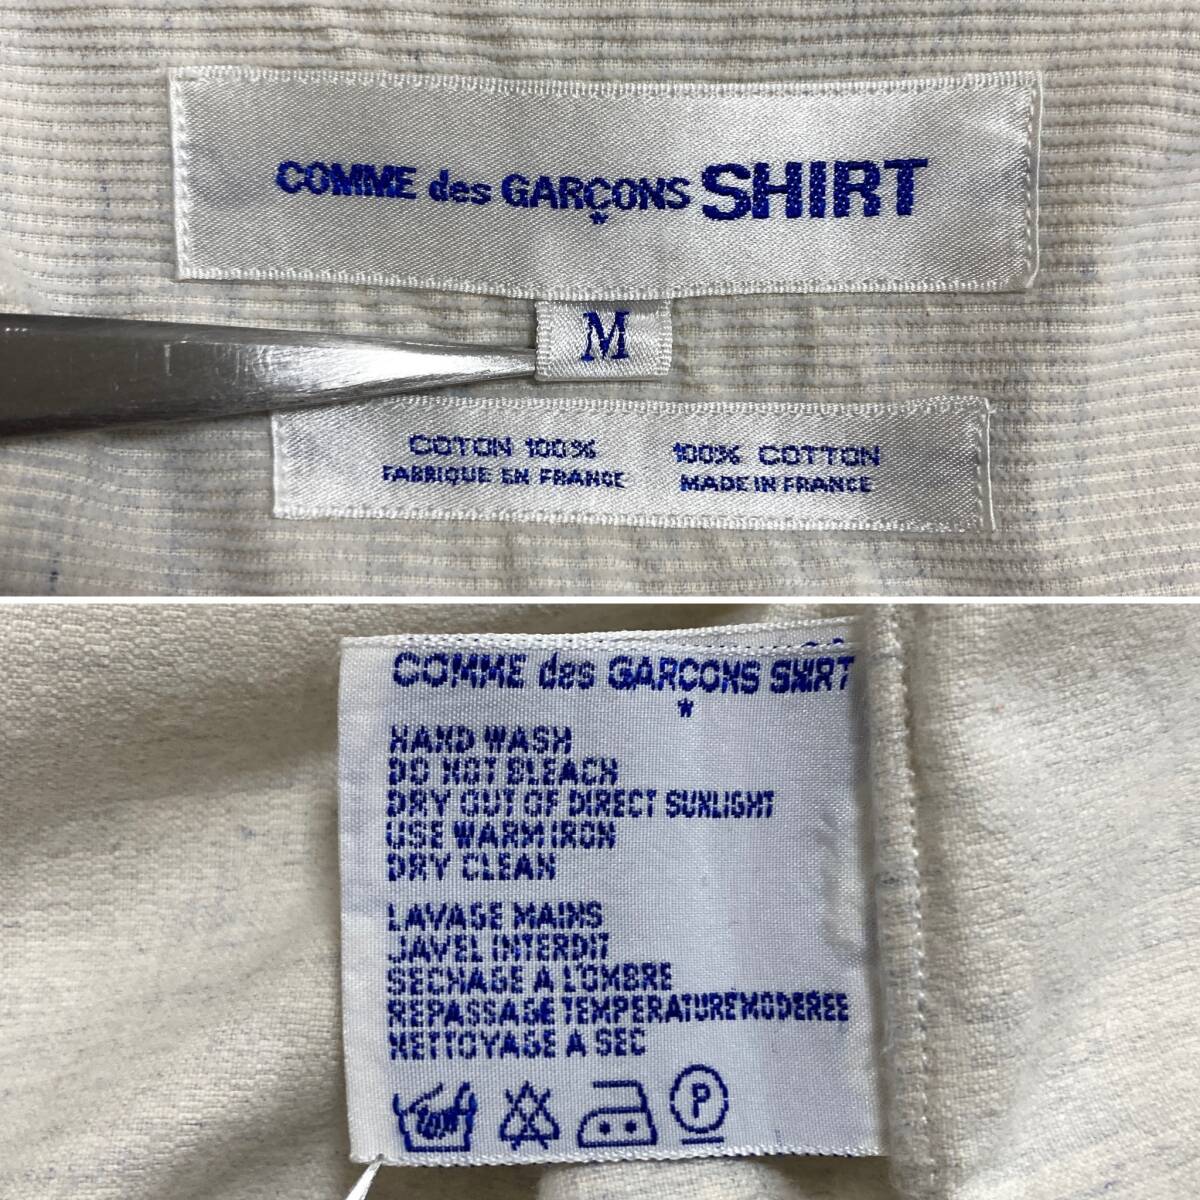 COMME des GARÇONS SHIRT
*
M
COTON 100% 100% COTTON
FABRIQUE EN FRANCE MADE IN FRANCE
COMME des GARCONS SHIRT
*
HAND WASH
DO NOT BLEACH
DRY OUT OF DIRECT SUNLIGHT
USE WARM IRON
DRY CLEAN
LAVAGE MAINS
JAVEL INTERDIT
SECHAGE A L'OMBRE
REPASSAGE TEMPERATURE MODEREE
NETTOYAGE A SEC
P